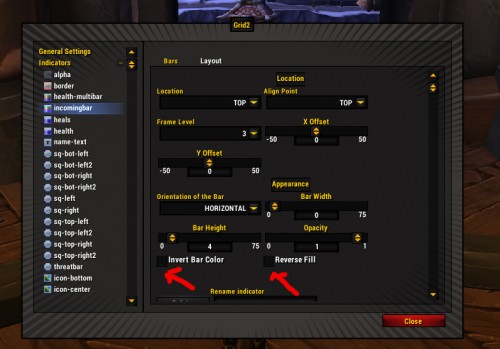 Grid2
General Settings
Indicators
alpha
border
health-multibar
incomingbar
heals
health
name-text
sq-bot-left
sq-bot-left2
sq-bot-right
sq-bot-right2
sq-left
sq-right
sq-top-left
sq-top-left2
sq-top-right
sq-top-right2
threatbar
icon-bottom
icon-center
Bars Layout
Location
Location Align Point
TOP TOP
Frame Level X Offset
3 -50 0 50
Y Offset
-50 0 50
Appearance
Orientation of the Bar Bar Width
HORIZONTAL 0 0 75
Bar Height Opacity
0 4 75 0 1 1
Invert Bar Color Reverse Fill
Rename indicator
Close